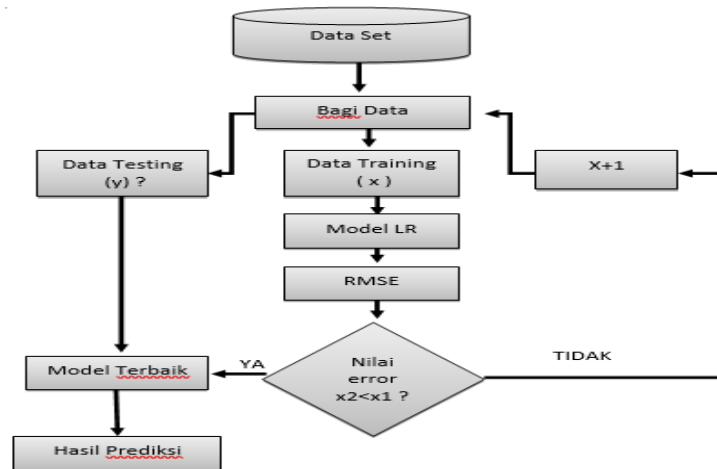 Data Set
Bagi Data
Data Testing
(y) ?
Data Training
( x )
X+1
Model LR
RMSE
Nilai
error
x2<x1 ?
YA
TIDAK
Model Terbaik
Hasil Prediksi